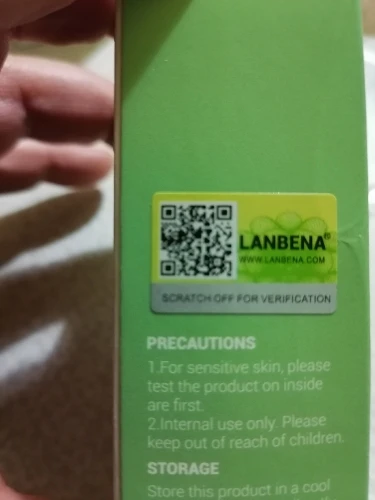 LANBENA®
WWW.LANBENA.COM
SCRATCH OFF FOR VERIFICATION
PRECAUTIONS
1.For sensitive skin, please
test the product on inside
are first.
2.Internal use only. Please
keep out of reach of children.
STORAGE
Store this product in a cool